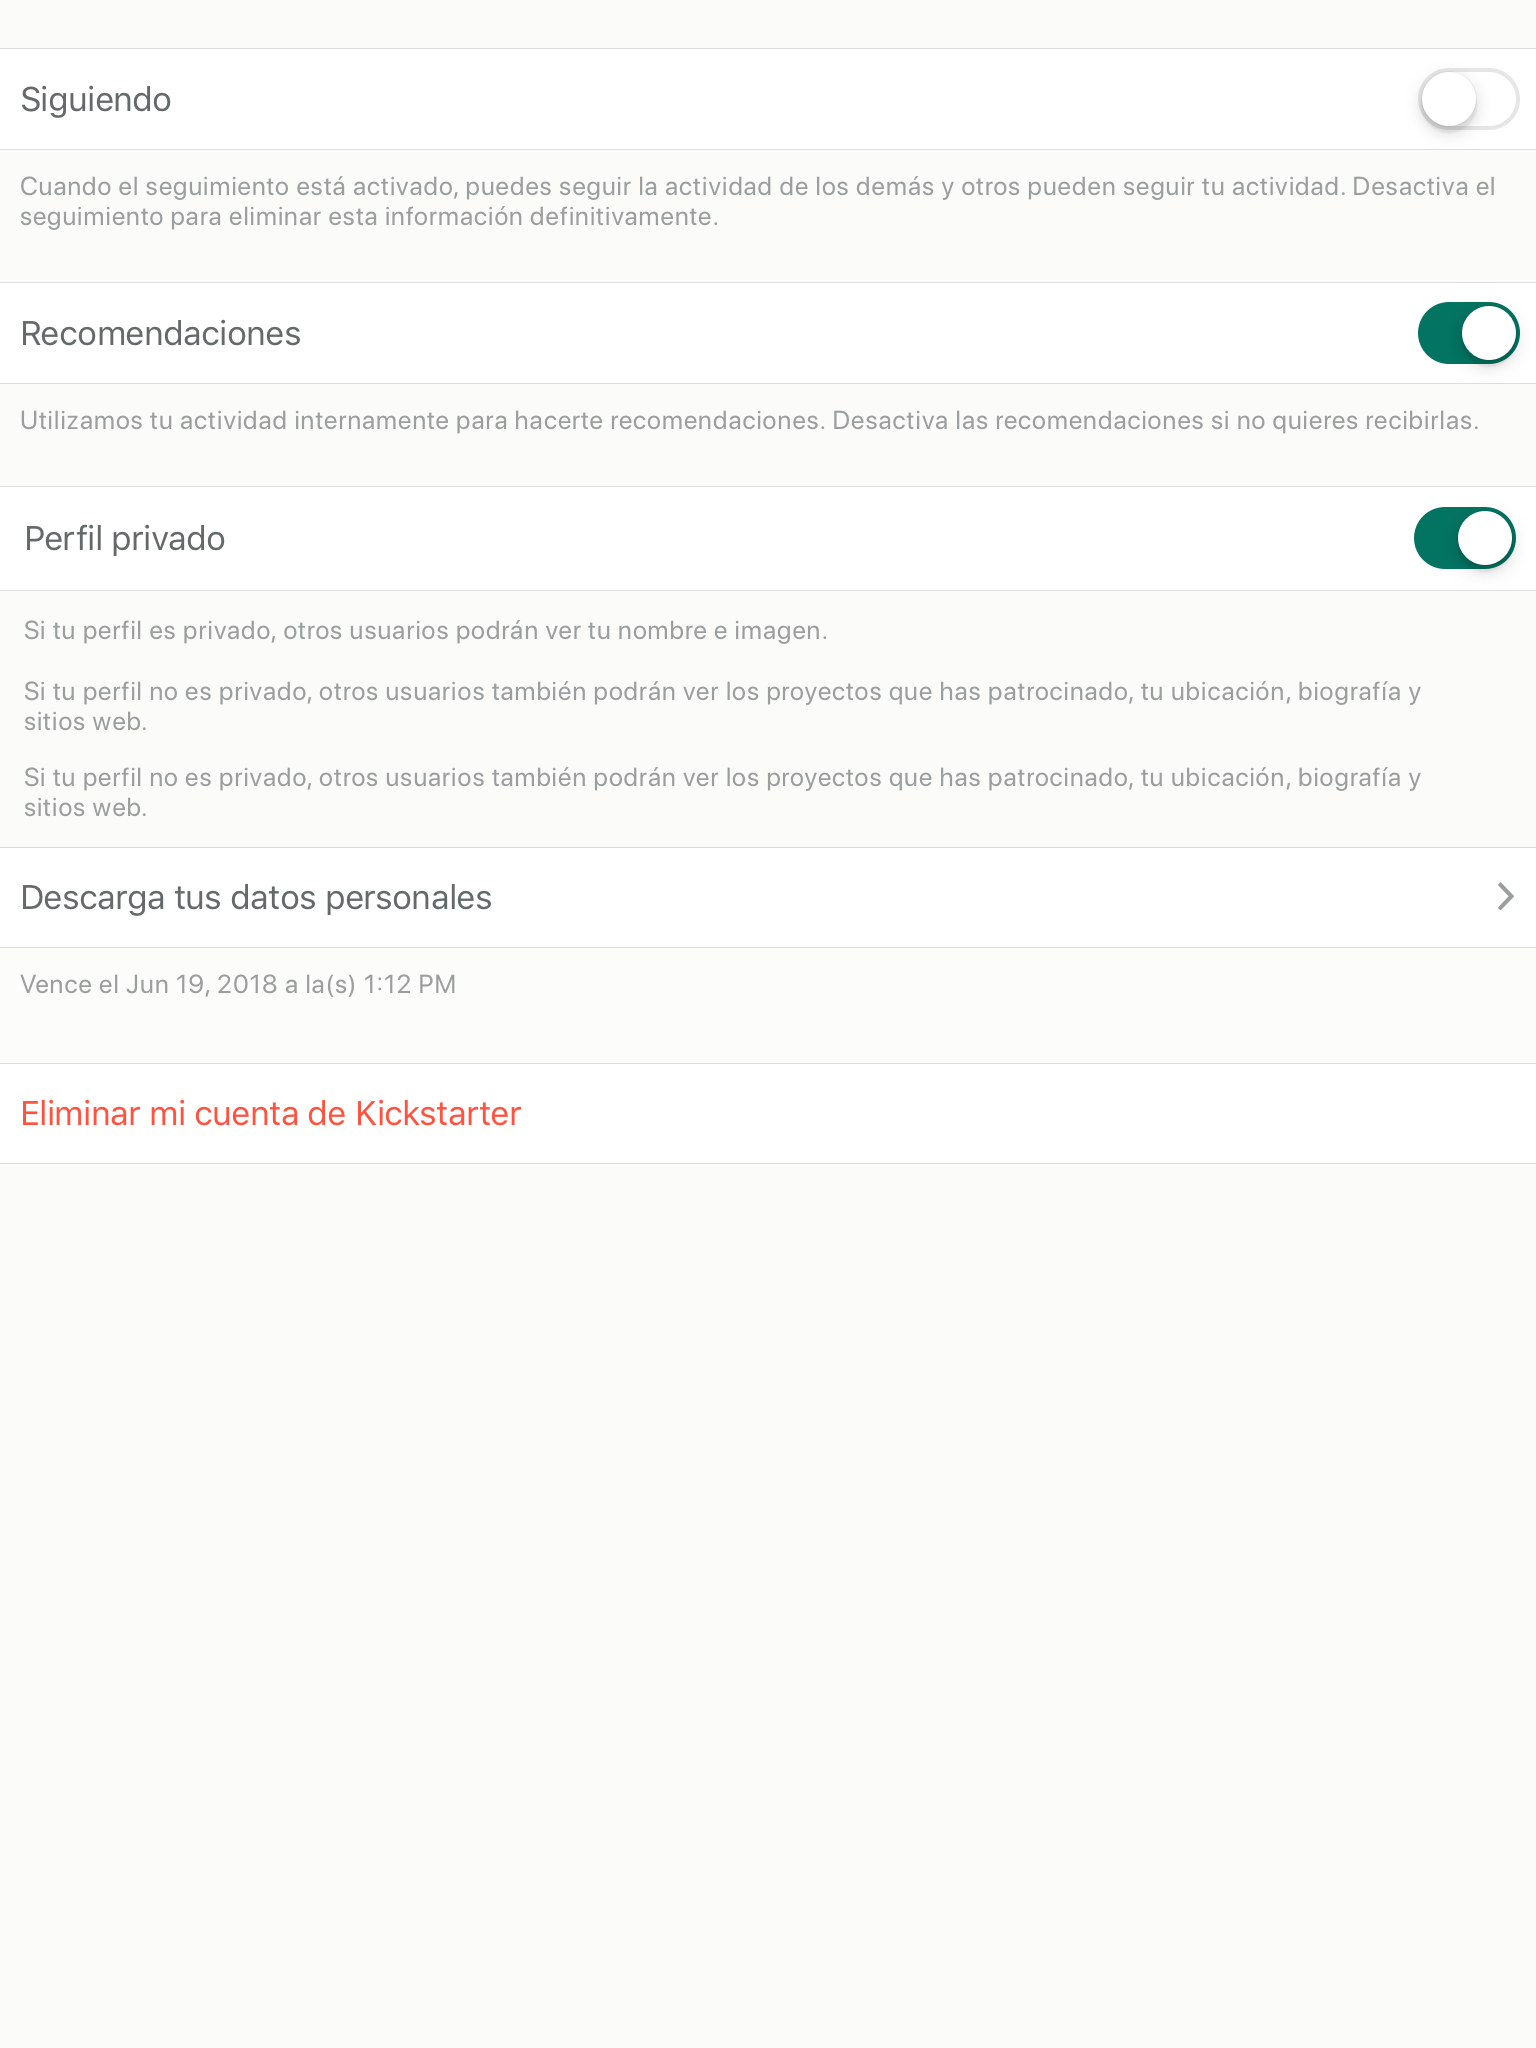 Siguiendo
Cuando el seguimiento está activado, puedes seguir la actividad de los demás y otros pueden seguir tu actividad. Desactiva el
seguimiento para eliminar esta información definitivamente.
Recomendaciones
Utilizamos tu actividad internamente para hacerte recomendaciones. Desactiva las recomendaciones si no quieres recibirlas.
Perfil privado
Si tu perfil es privado, otros usuarios podrán ver tu nombre e imagen.
Si tu perfil no es privado, otros usuarios también podrán ver los proyectos que has patrocinado, tu ubicación, biografía y
sitios web.
Si tu perfil no es privado, otros usuarios también podrán ver los proyectos que has patrocinado, tu ubicación, biografía y
sitios web.
Descarga tus datos personales
Vence el Jun 19, 2018 a la(s) 1:12 PM
Eliminar mi cuenta de Kickstarter